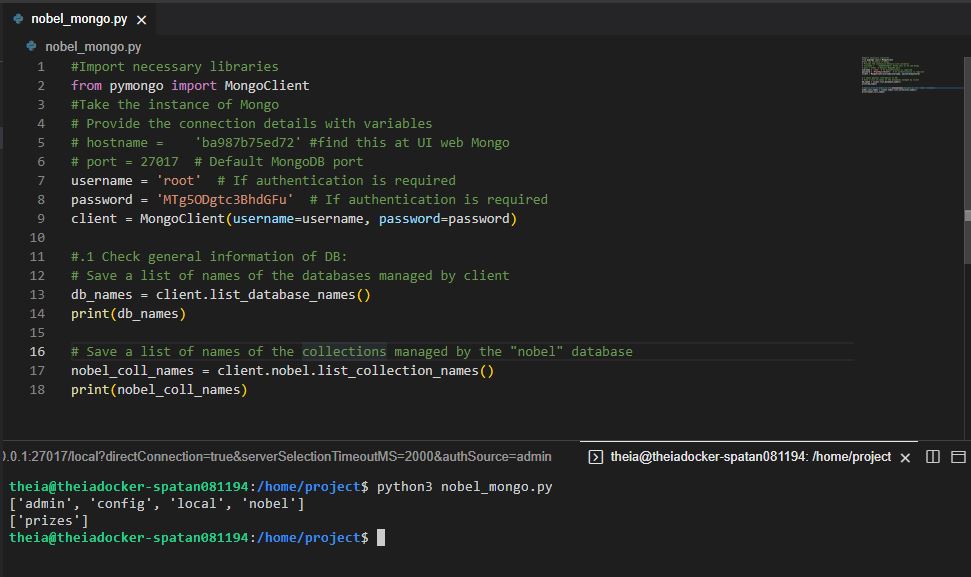 nobel_mongo.py
nobel_mongo.py
1 #Import necessary libraries
2 from pymongo import MongoClient
3 #Take the instance of Mongo
4 # Provide the connection details with variables
5 # hostname =    'ba987b75ed72' #find this at UI web Mongo
6 # port = 27017  # Default MongoDB port
7 username = 'root'  # If authentication is required
8 password = 'MTg5ODgtc3BhdGFu'  # If authentication is required
9 client = MongoClient(username=username, password=password)
10
11 #.1 Check general information of DB:
12 # Save a list of names of the databases managed by client
13 db_names = client.list_database_names()
14 print(db_names)
15
16 # Save a list of names of the collections managed by the "nobel" database
17 nobel_coll_names = client.nobel.list_collection_names()
18 print(nobel_coll_names)
.0.1:27017/local?directConnection=true&serverSelectionTimeoutMS=2000&authSource=admin
theia@theiadocker-spatan081194: /home/project
theia@theiadocker-spatan081194:/home/project$ python3 nobel_mongo.py
['admin', 'config', 'local', 'nobel']
['prizes']
theia@theiadocker-spatan081194:/home/project$